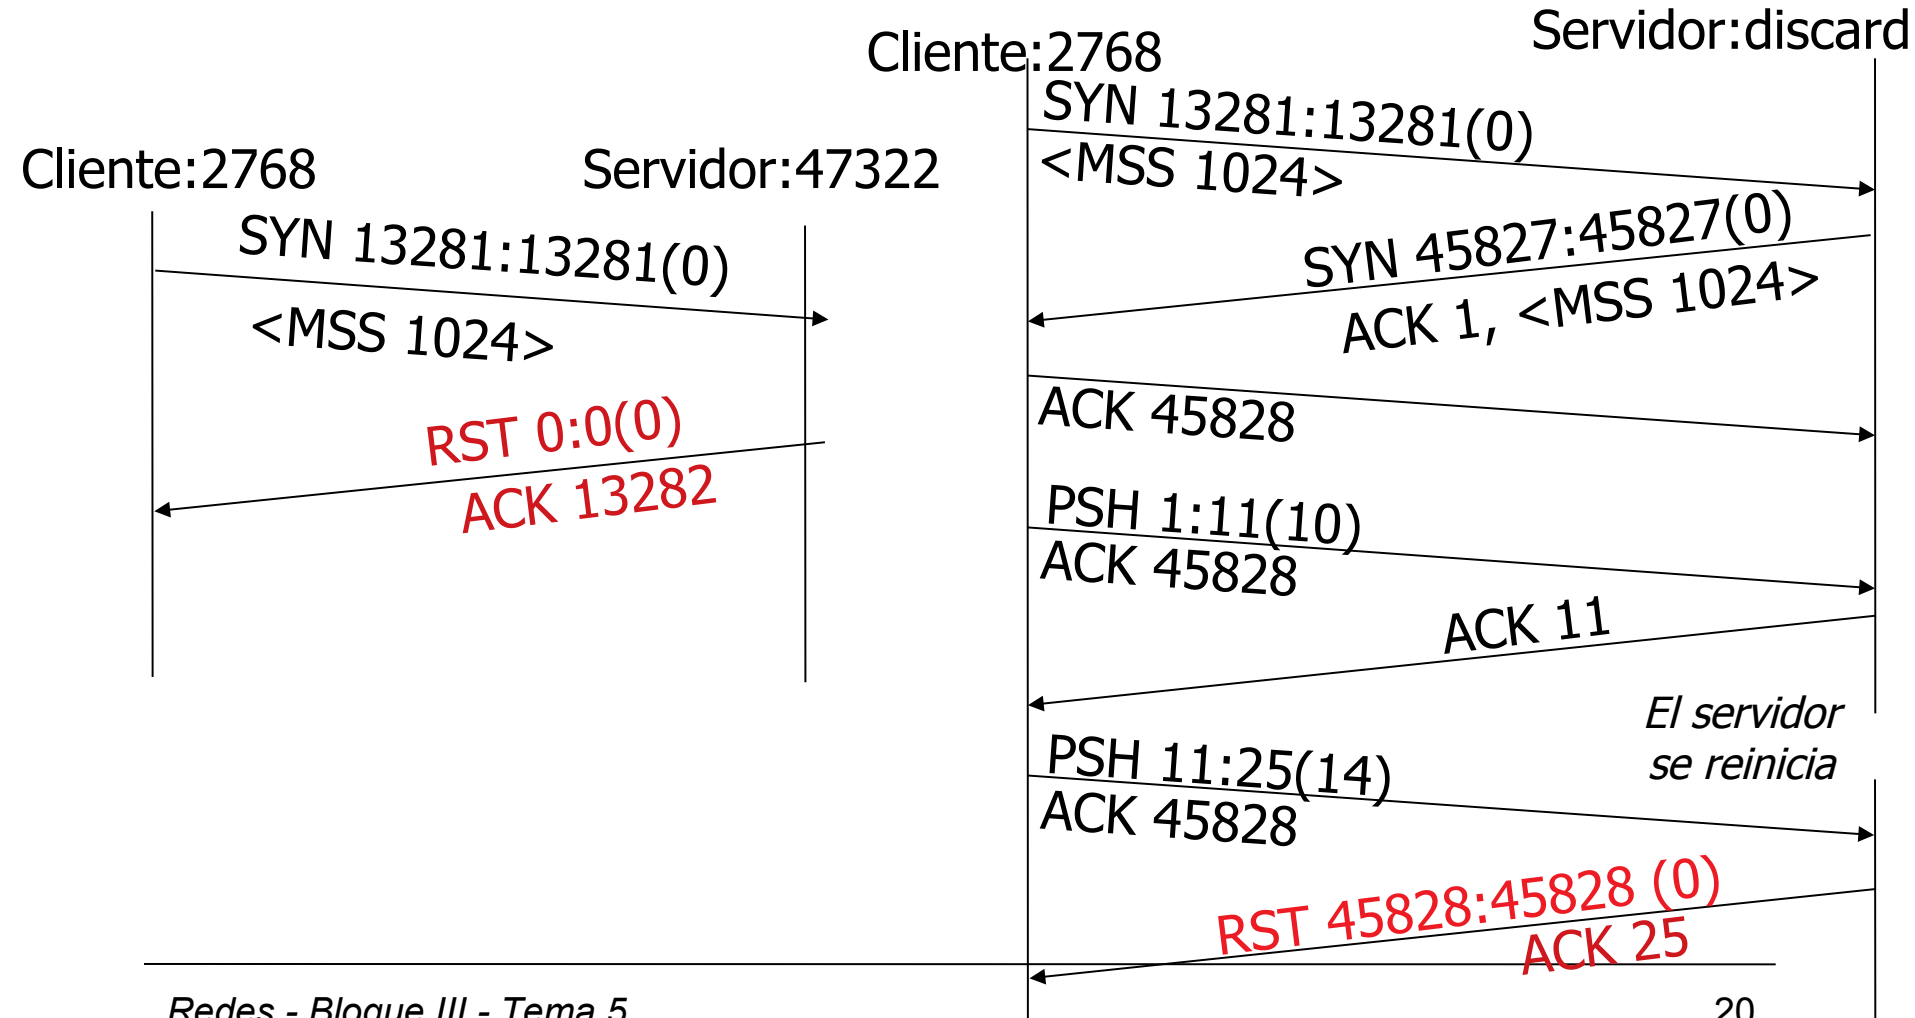 Cliente:2768
Servidor:47322
SYN 13281:13281(0)
<MSS 1024>
RST 0:0(0)
ACK 13282
Cliente:2768
Servidor:discard
SYN 13281:13281(0)
<MSS 1024>
SYN 45827:45827(0)
ACK 1, <MSS 1024>
ACK 45828
PSH 1:11(10)
ACK 45828
ACK 11
El servidor
se reinicia
PSH 11:25(14)
ACK 45828
RST 45828:45828 (0)
ACK 25
Redes - Bloque III - Tema 5
20